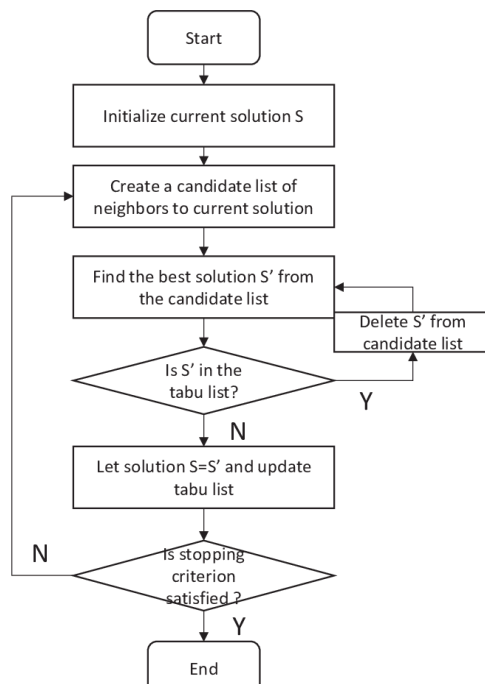 Start
Initialize current solution S
Create a candidate list of
neighbors to current solution
Find the best solution S’ from
the candidate list
Delete S’ from
candidate list
Is S’ in the
tabu list?
Y
N
Let solution S=S’ and update
tabu list
N
Is stopping
criterion
satisfied ?
Y
End